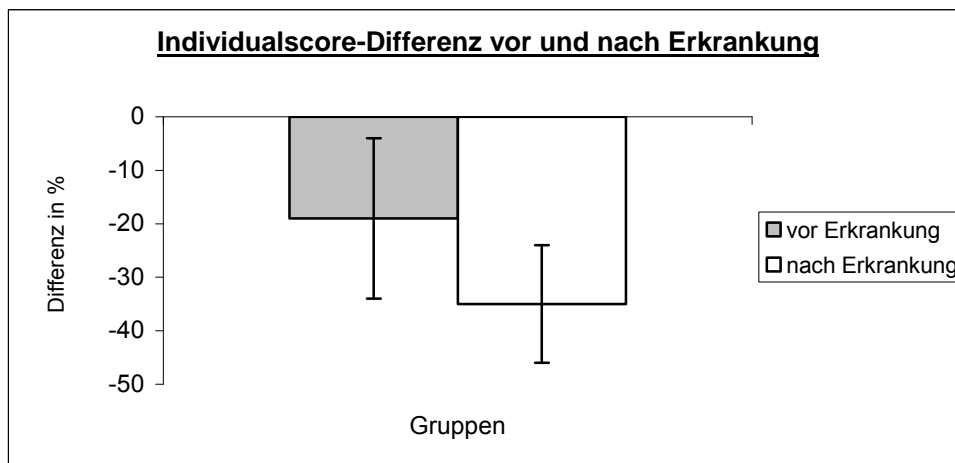 Individualscore-Differenz vor und nach Erkrankung
0
-10
-20
-30
-40
-50
Differenz in %
Gruppen
vor Erkrankung
nach Erkrankung